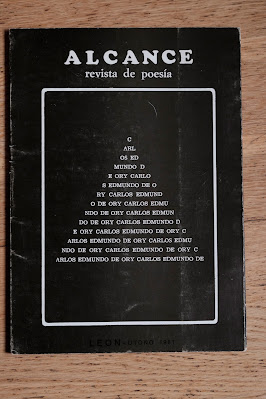 ALCANCE
revista de poesía
C
ARL
OS ED
MUNDO D
E ORY CARLO
S EDMUNDO DE O
RY CARLOS EDMUND
O DE ORY CARLOS EDMU
NDO DE ORY CARLOS EDMUN
DO DE ORY CARLOS EDMUNDO D
E ORY CARLOS EDMUNDO DE ORY C
ARLOS EDMUNDO DE ORY CARLOS EDMU
NDO DE ORY CARLOS EDMUNDO DE ORY C
ARLOS EDMUNDO DE ORY CARLOS EDMUNDO DE
LEON-OTOÑO